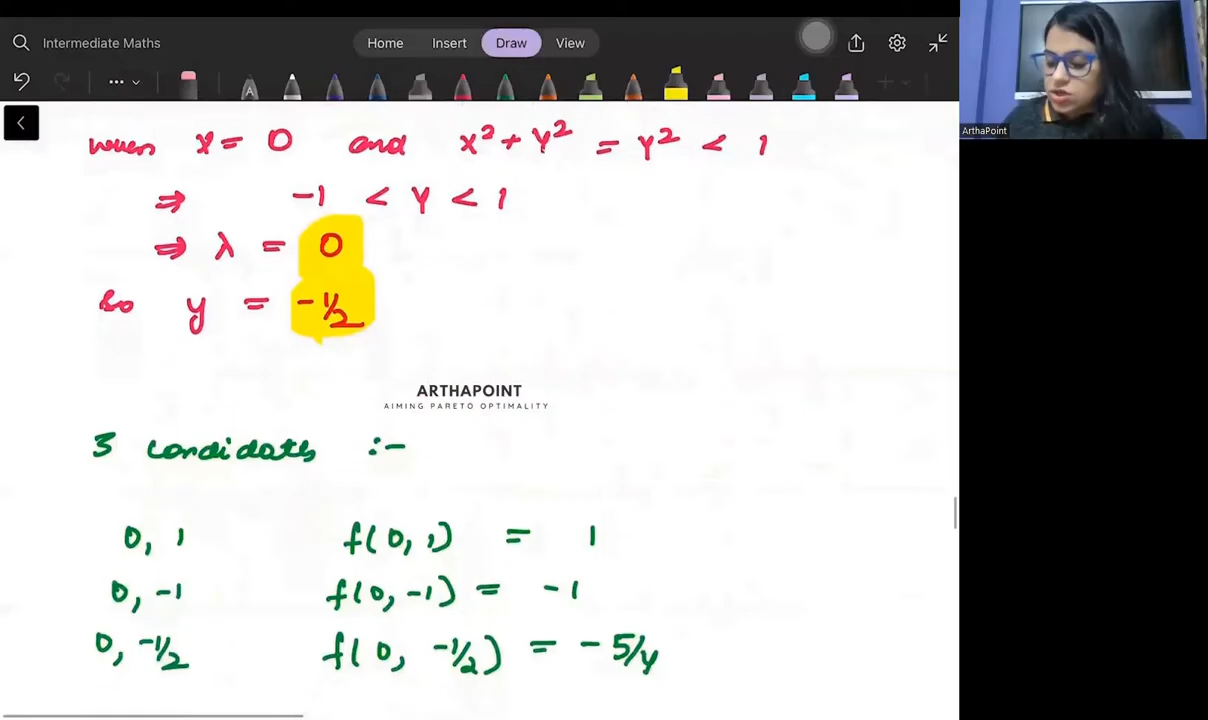 Intermediate Maths
Home Insert Draw View
A
ArthaPoint
when x = 0 and x² + y² = y² < 1
⇒ -1 < y < 1
⇒ λ = 0
So y = -1/2
ARTHAPOINT
AIMING PARETO OPTIMALITY
3 candidates :-
0, 1 f(0, 1) = 1
0, -1 f(0, -1) = -1
0, -1/2 f(0, -1/2) = -5/4